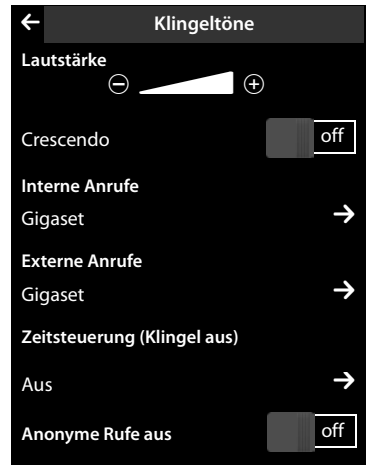 Klingeltöne
Lautstärke
Crescendo off
Interne Anrufe
Gigaset
Externe Anrufe
Gigaset
Zeitsteuerung (Klingel aus)
Aus
Anonyme Rufe aus off